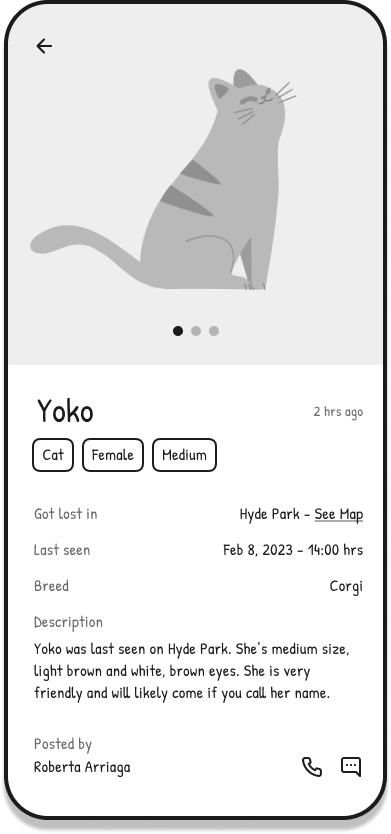 Yoko
2 hrs ago
Cat Female Medium
Got lost in Hyde Park - See Map
Last seen Feb 8, 2023 - 14:00 hrs
Breed Corgi
Description
Yoko was last seen on Hyde Park. She's medium size,
light brown and white, brown eyes. She is very
friendly and will likely come if you call her name.
Posted by
Roberta Arriaga